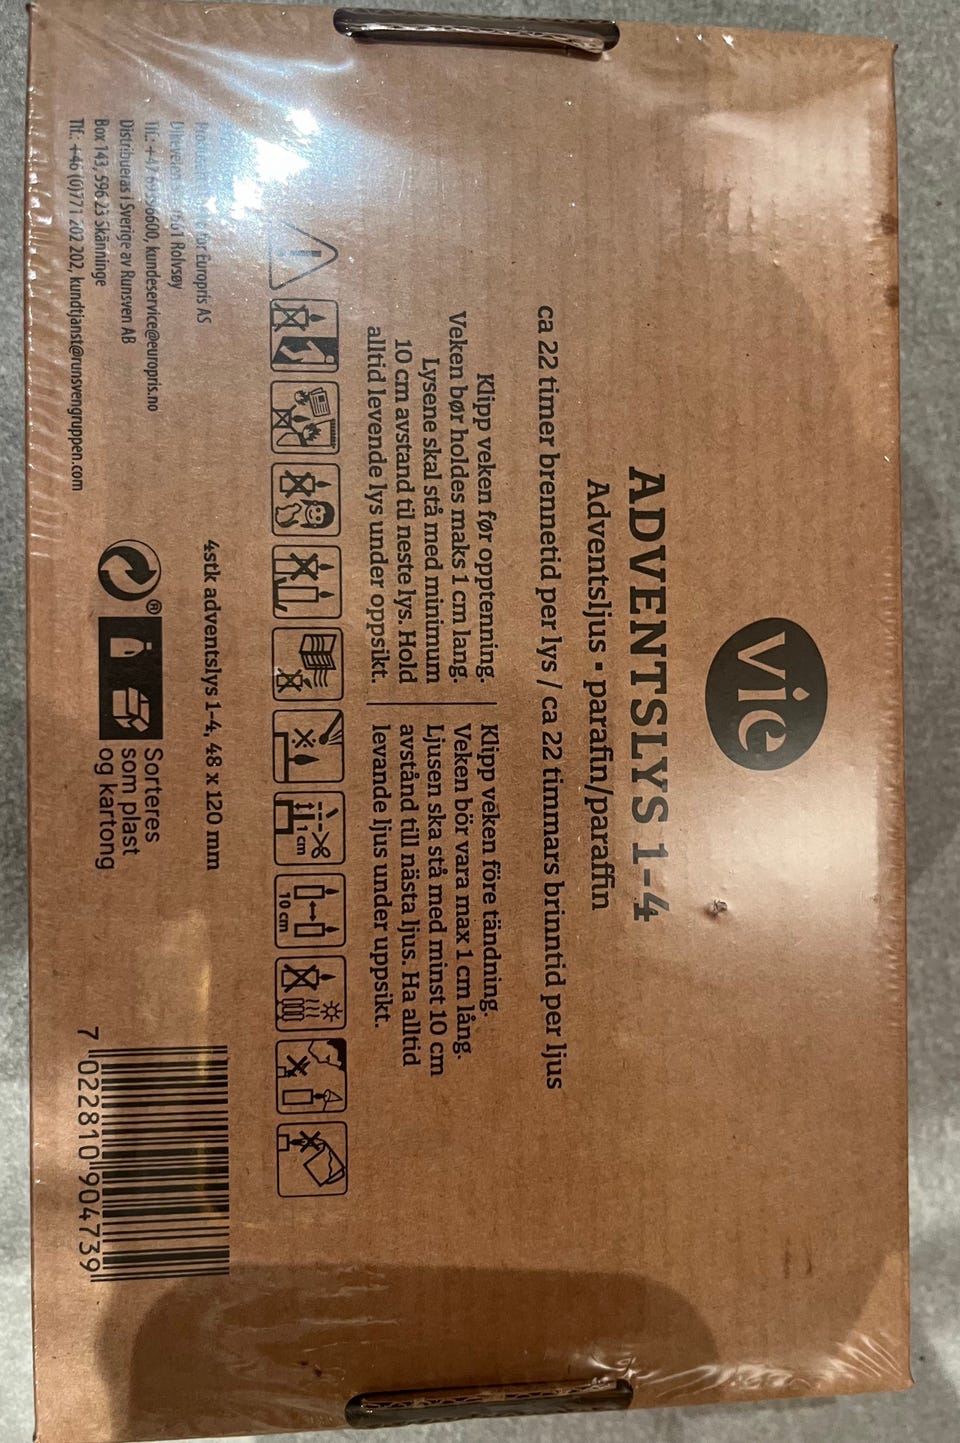 vie
ADVENTSLYS 1-4
Adventsljus ▪ parafin/paraffin
ca 22 timer brennetid per lys / ca 22 timmars brinntid per ljus
Klipp veken før opptenning.
Veken bør holdes maks 1 cm lang.
Lysene skal stå med minimum
10 cm avstand til neste lys. Hold
alltid levende lys under oppsikt.
Klipp veken före tändning.
Veken bör vara max 1 cm lång.
Ljusen ska stå med minst 10 cm
avstånd till nästa ljus. Ha alltid
levande ljus under uppsikt.
1 cm
10 cm
for Europris AS
Rolvsøy
Tlf.: kundeservice@europris.no
Distribueras i Sverige av Runsven AB
Box 143, 596 23 Skänninge
Tlf.: +46 (0)771 202 202, kundtjanst@runsvengruppen.com
4stk adventslys 1-4, 48 x 120 mm
®
Sorteres
som plast
og kartong
7 022810 904739